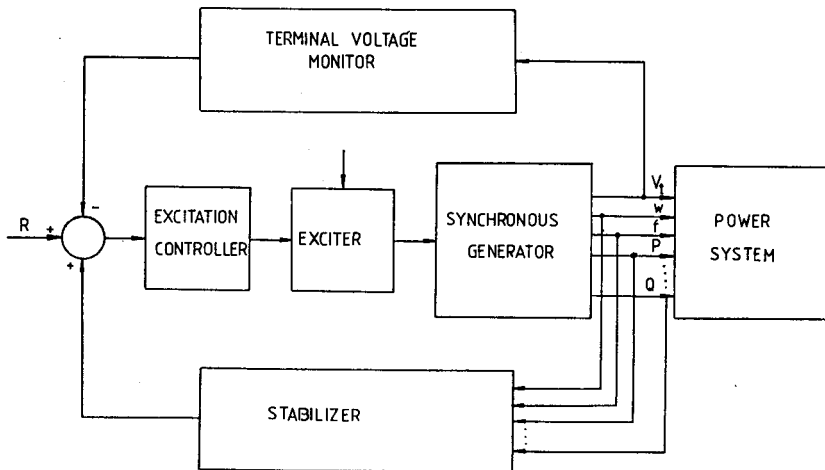 TERMINAL VOLTAGE
MONITOR
R
+
-
+
EXCITATION
CONTROLLER
EXCITER
SYNCHRONOUS
GENERATOR
Vt
w
f
P
Q
POWER
SYSTEM
STABILIZER